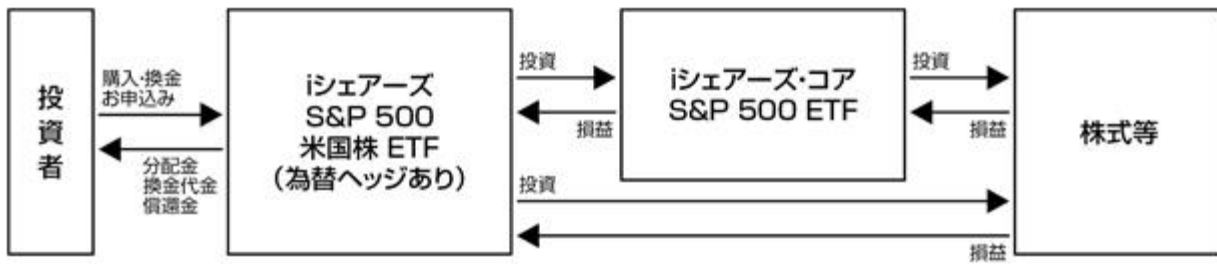 投資者
購入・換金
お申込み
分配金
換金代金
償還金
iシェアーズ
S&P 500
米国株 ETF
（為替ヘッジあり）
投資
損益
iシェアーズ・コア
S&P 500 ETF
投資
損益
投資
損益
株式等